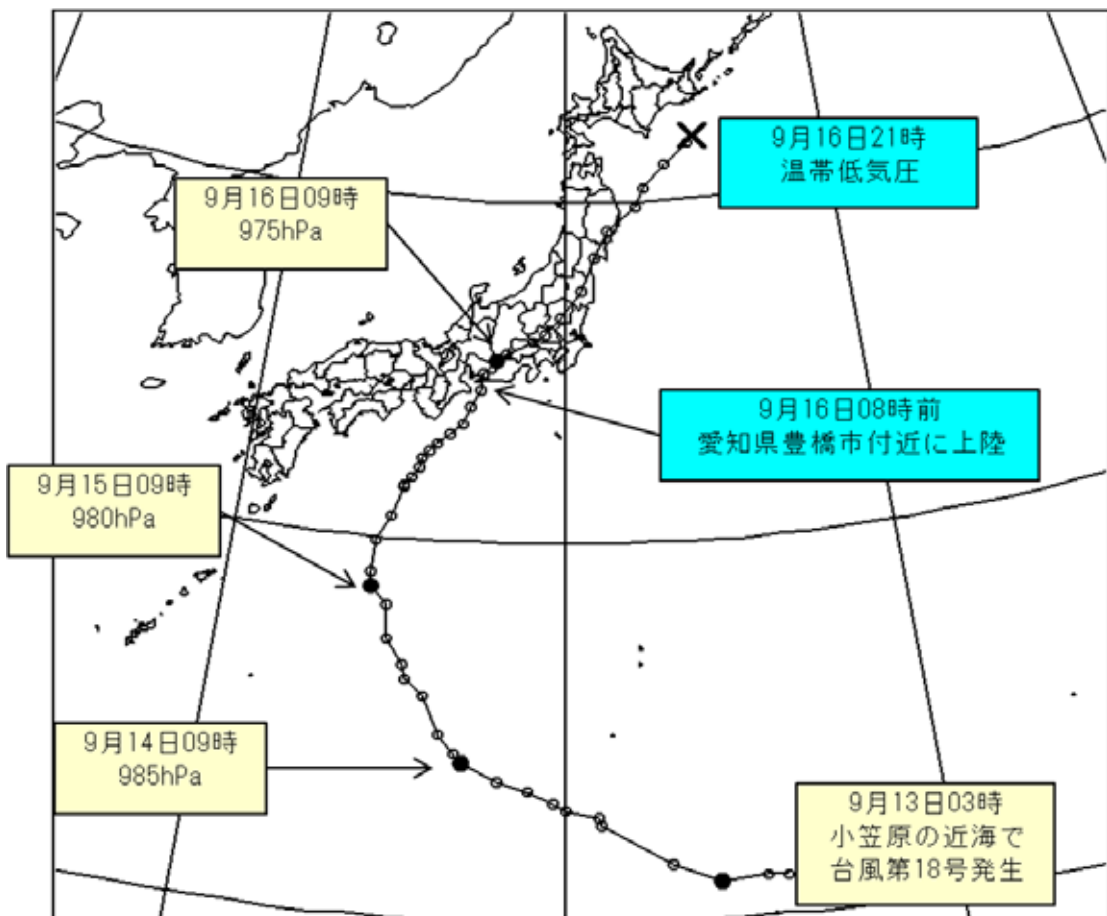 9月16日21時
温帯低気圧
9月16日09時
975hPa
9月16日08時前
愛知県豊橋市付近に上陸
9月15日09時
980hPa
9月14日09時
985hPa
9月13日03時
小笠原の近海で
台風第18号発生